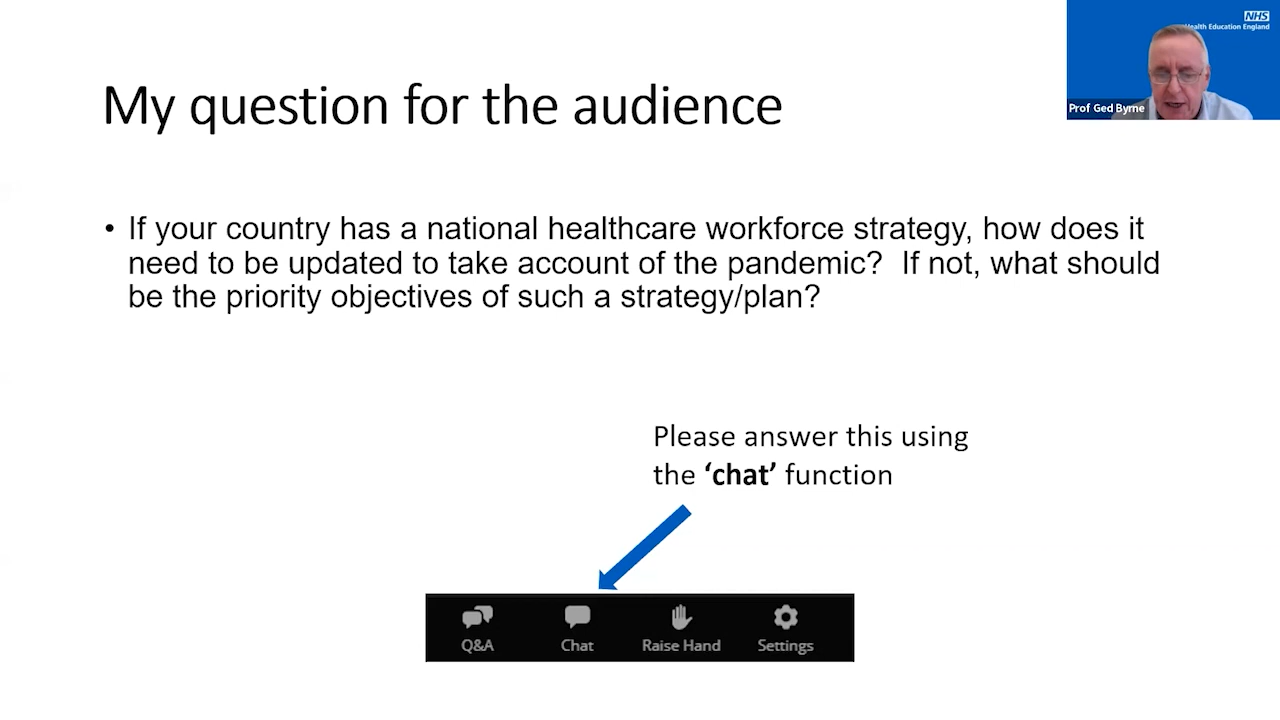 NHS
Health Education England
Prof Ged Byrne
My question for the audience
• If your country has a national healthcare workforce strategy, how does it
need to be updated to take account of the pandemic?  If not, what should
be the priority objectives of such a strategy/plan?
Please answer this using
the ‘chat’ function
Q&A
Chat
Raise Hand
Settings